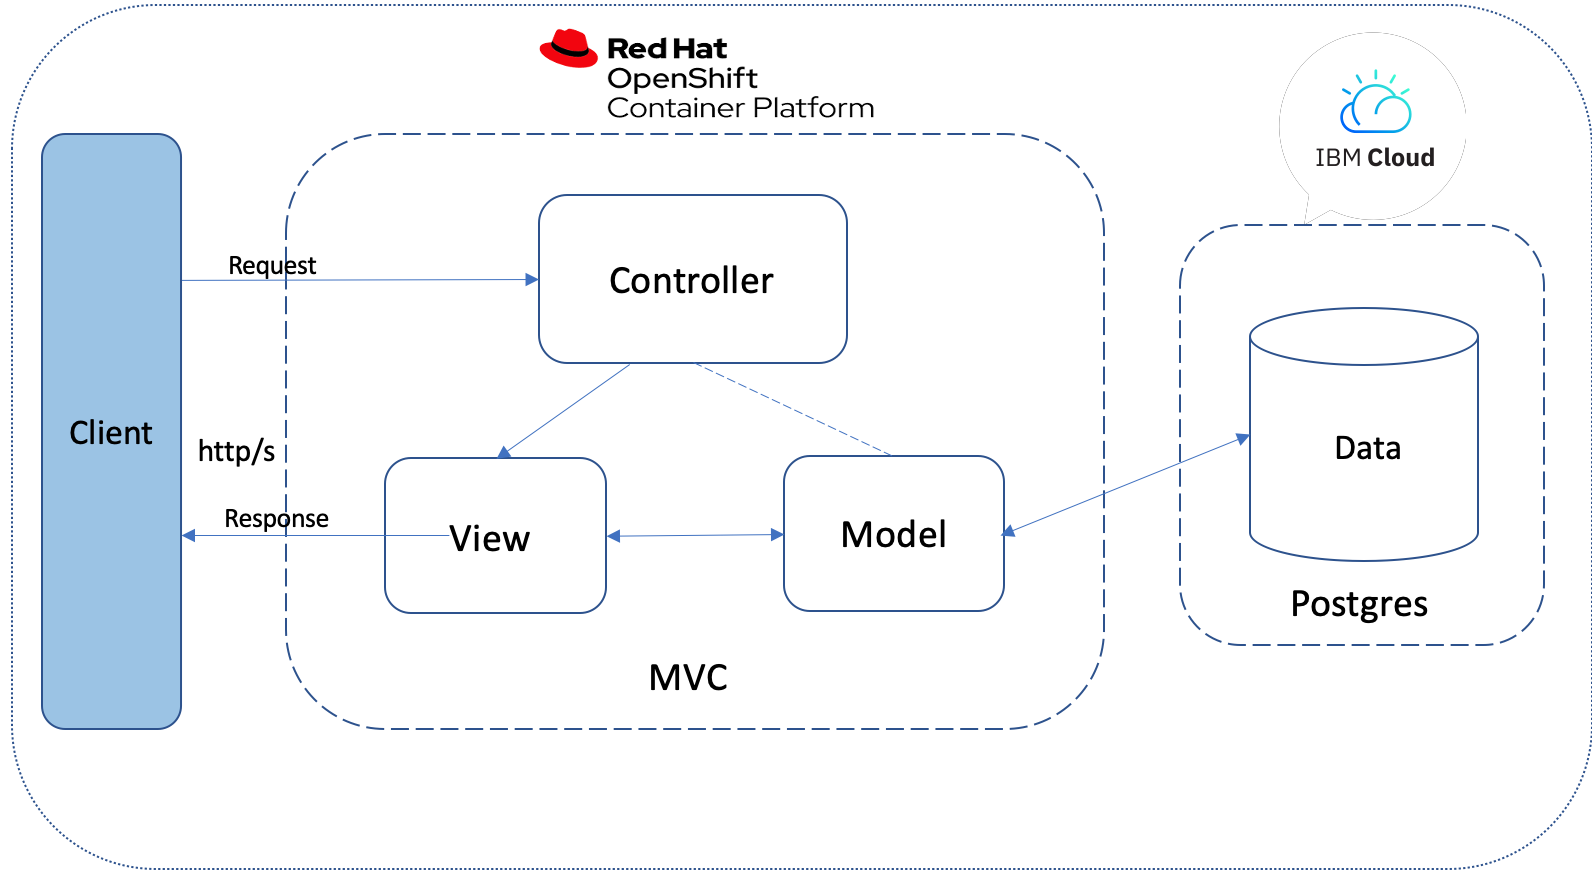 Red Hat
OpenShift
Container Platform
IBM Cloud
Request
Controller
Client
http/s
Response
View
Model
Data
Postgres
MVC